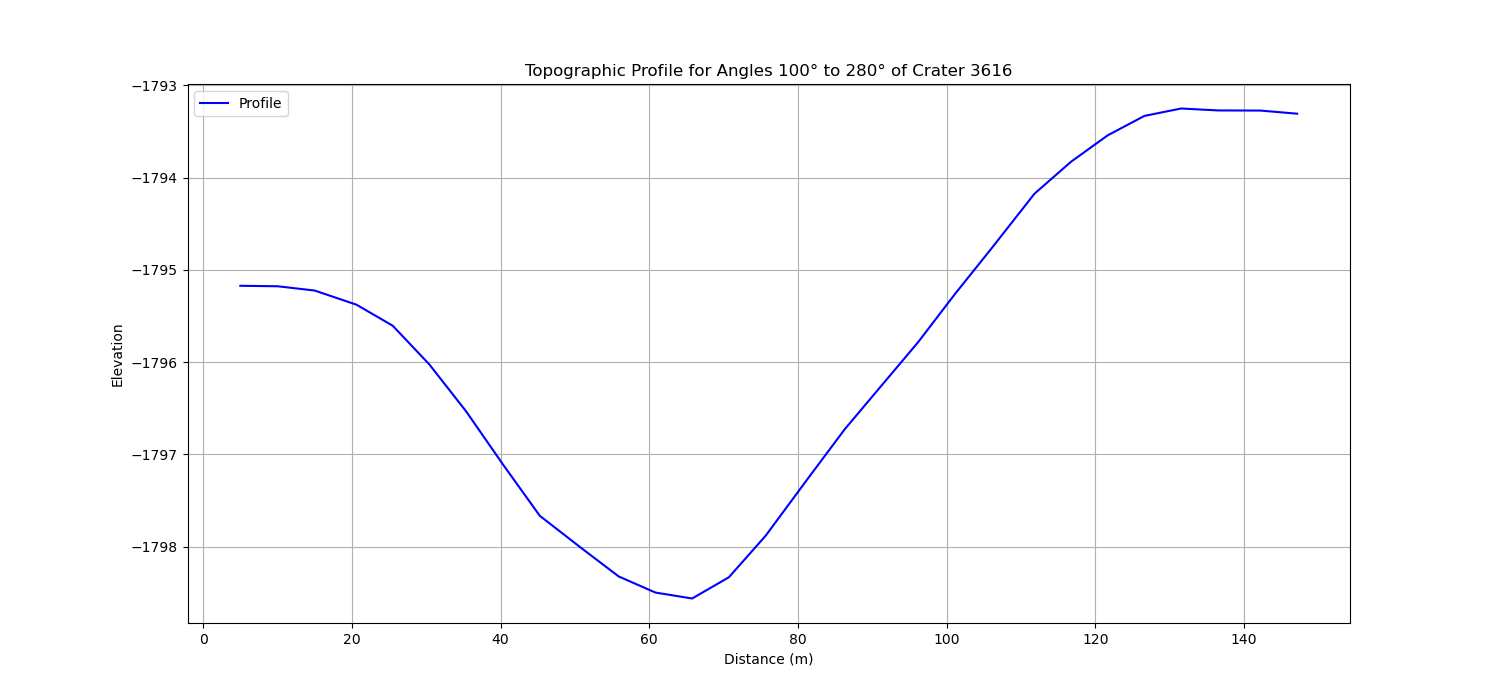 Topographic Profile for Angles 100° to 280° of Crater 3616
Profile
−1793
−1794
−1795
−1796
−1797
−1798
Elevation
0 20 40 60 80 100 120 140
Distance (m)